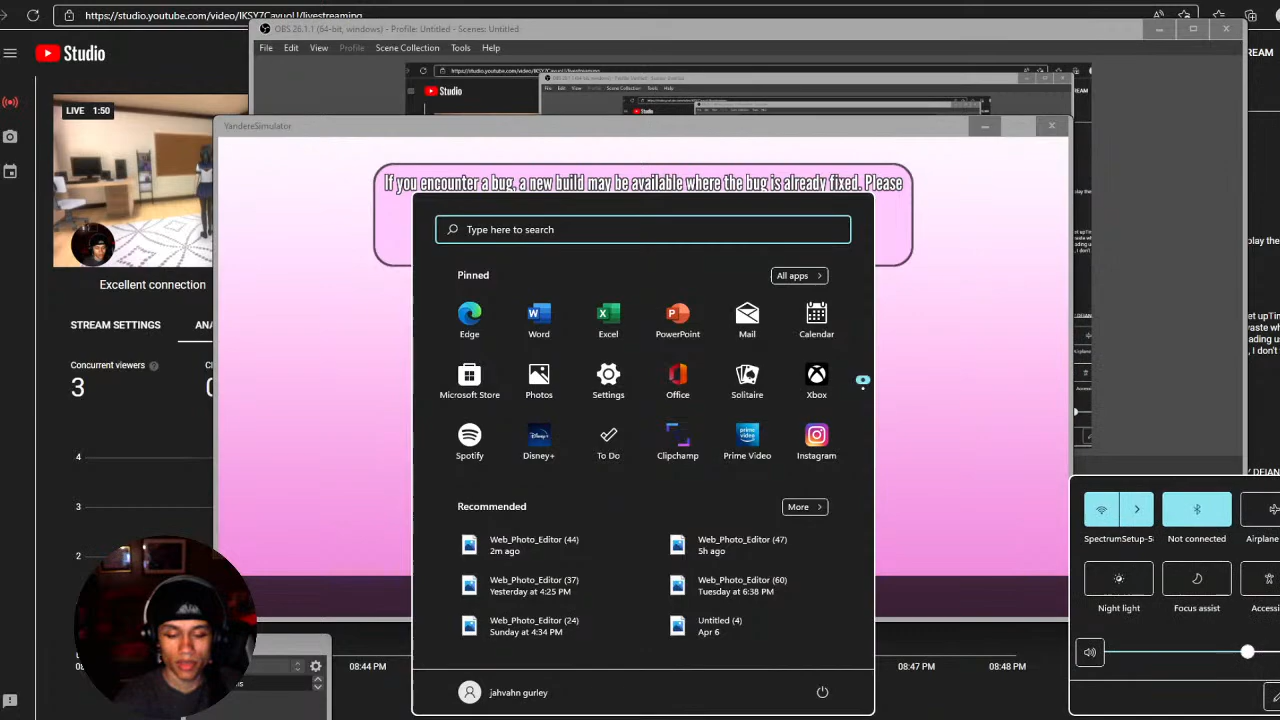 https://studio.youtube.com/video/IKSY7CayuoU/livestreaming
OBS 26.1.1 (64-bit, windows) - Profile: Untitled - Scenes: Untitled
File Edit View Profile Scene Collection Tools Help
Studio
LIVE 1:50
Excellent connection
STREAM SETTINGS
Concurrent viewers
3
4
3
2
Studio
YandereSimulator
If you encounter a bug, a new build may be available where the bug is already fixed. Please
Type here to search
Pinned
All apps
Edge Word Excel PowerPoint Mail Calendar
Microsoft Store Photos Settings Office Solitaire Xbox
Spotify Disney+ To Do Clipchamp Prime Video Instagram
Recommended
More
Web_Photo_Editor (44)
2m ago
Web_Photo_Editor (47)
5h ago
Web_Photo_Editor (37)
Yesterday at 4:25 PM
Web_Photo_Editor (60)
Tuesday at 6:38 PM
Web_Photo_Editor (24)
Sunday at 4:34 PM
Untitled (4)
Apr 6
jahvahn gurley
08:44 PM
08:47 PM
08:48 PM
SpectrumSetup-5
Not connected
Airplane
Night light
Focus assist